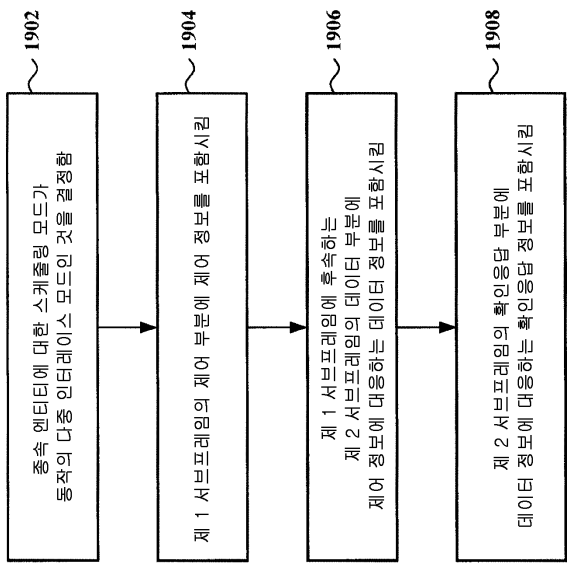 1902
종속 엔티티에 대한 스케줄링 모드가
동작의 다중 인터레이스 모드인 것을 결정함
1904
제 1 서브프레임의 제어 부분에 제어 정보를 포함시킴
1906
제 1 서브프레임에 후속하는
제 2 서브프레임의 데이터 부분에
제어 정보에 대응하는 데이터 정보를 포함시킴
1908
제 2 서브프레임의 확인응답 부분에
데이터 정보에 대응하는 확인응답 정보를 포함시킴